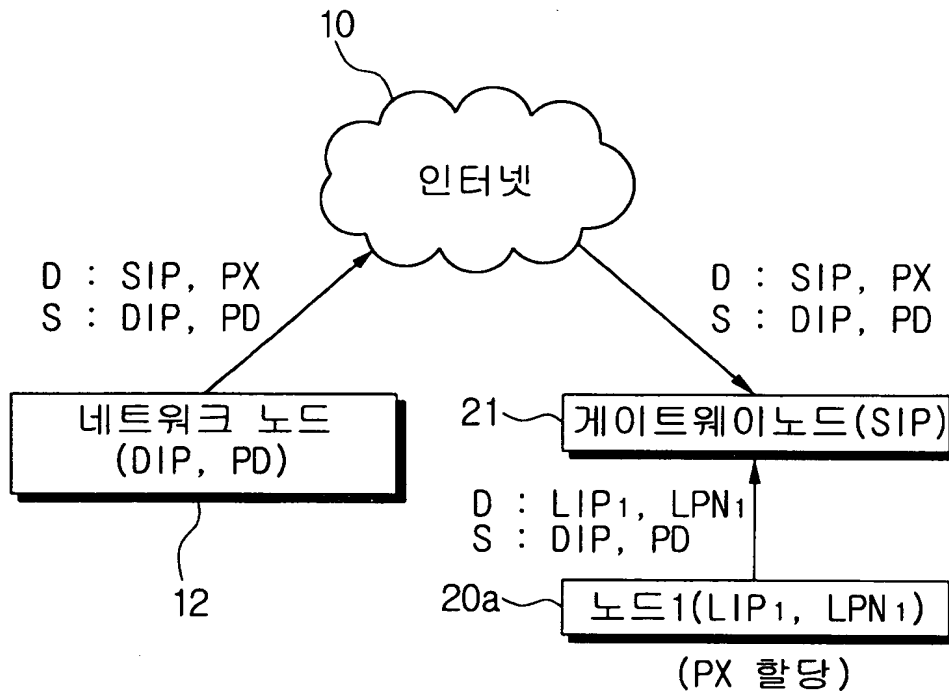 10
인터넷
D : SIP, PX
S : DIP, PD
D : SIP, PX
S : DIP, PD
네트워크 노드
(DIP, PD)
12
21
게이트웨이노드(SIP)
D : LIP₁, LPN₁
S : DIP, PD
20a
노드1(LIP₁, LPN₁)
(PX 할당)